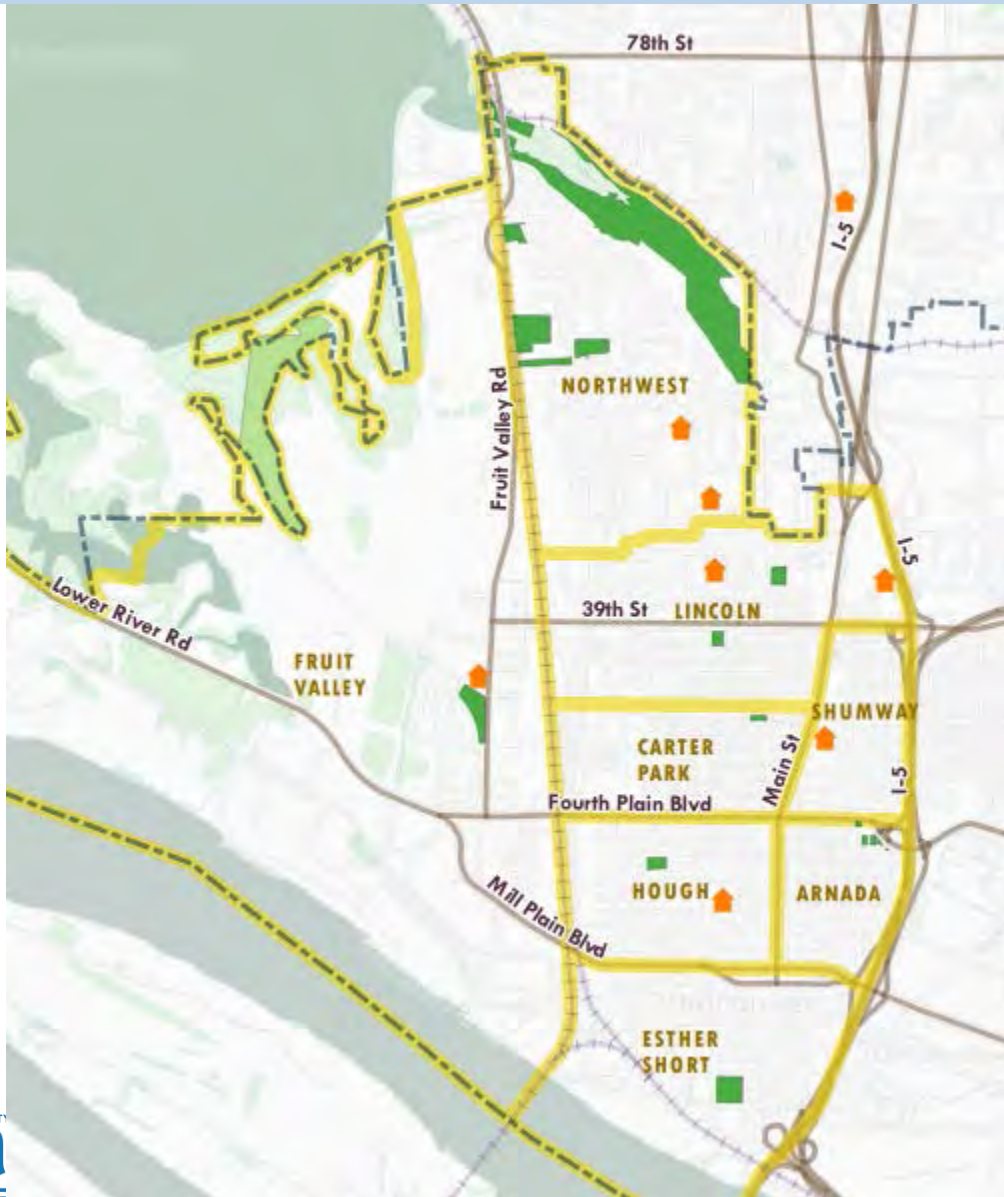 78th St
I-5
NORTHWEST
Fruit Valley Rd
I-5
39th St
LINCOLN
Lower River Rd
FRUIT
VALLEY
SHUMWAY
CARTER
PARK
Main St
I-5
Fourth Plain Blvd
HOUGH
ARNADA
Mill Plain Blvd
ESTHER
SHORT